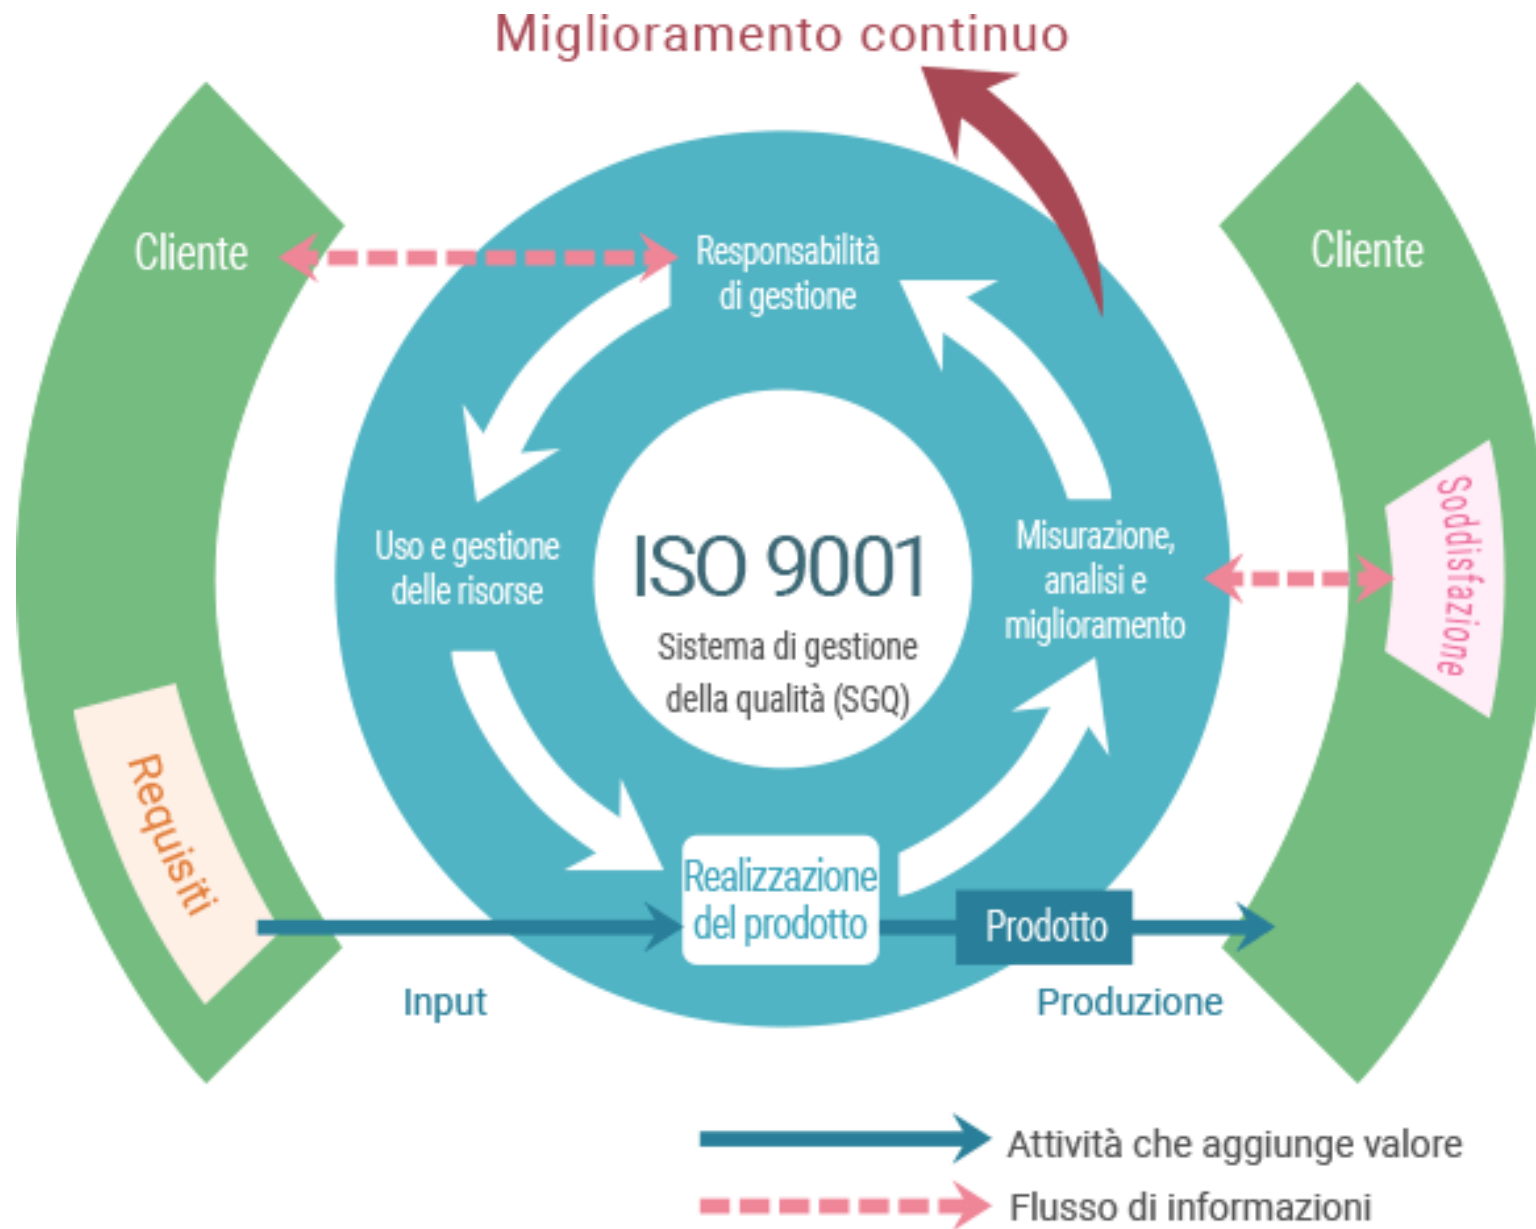 Miglioramento continuo
Cliente
Responsabilità
di gestione
Cliente
Uso e gestione
delle risorse
ISO 9001
Sistema di gestione
della qualità (SGQ)
Misurazione,
analisi e
miglioramento
Soddisfazione
Requisiti
Realizzazione
del prodotto
Prodotto
Input
Produzione
Attività che aggiunge valore
Flusso di informazioni